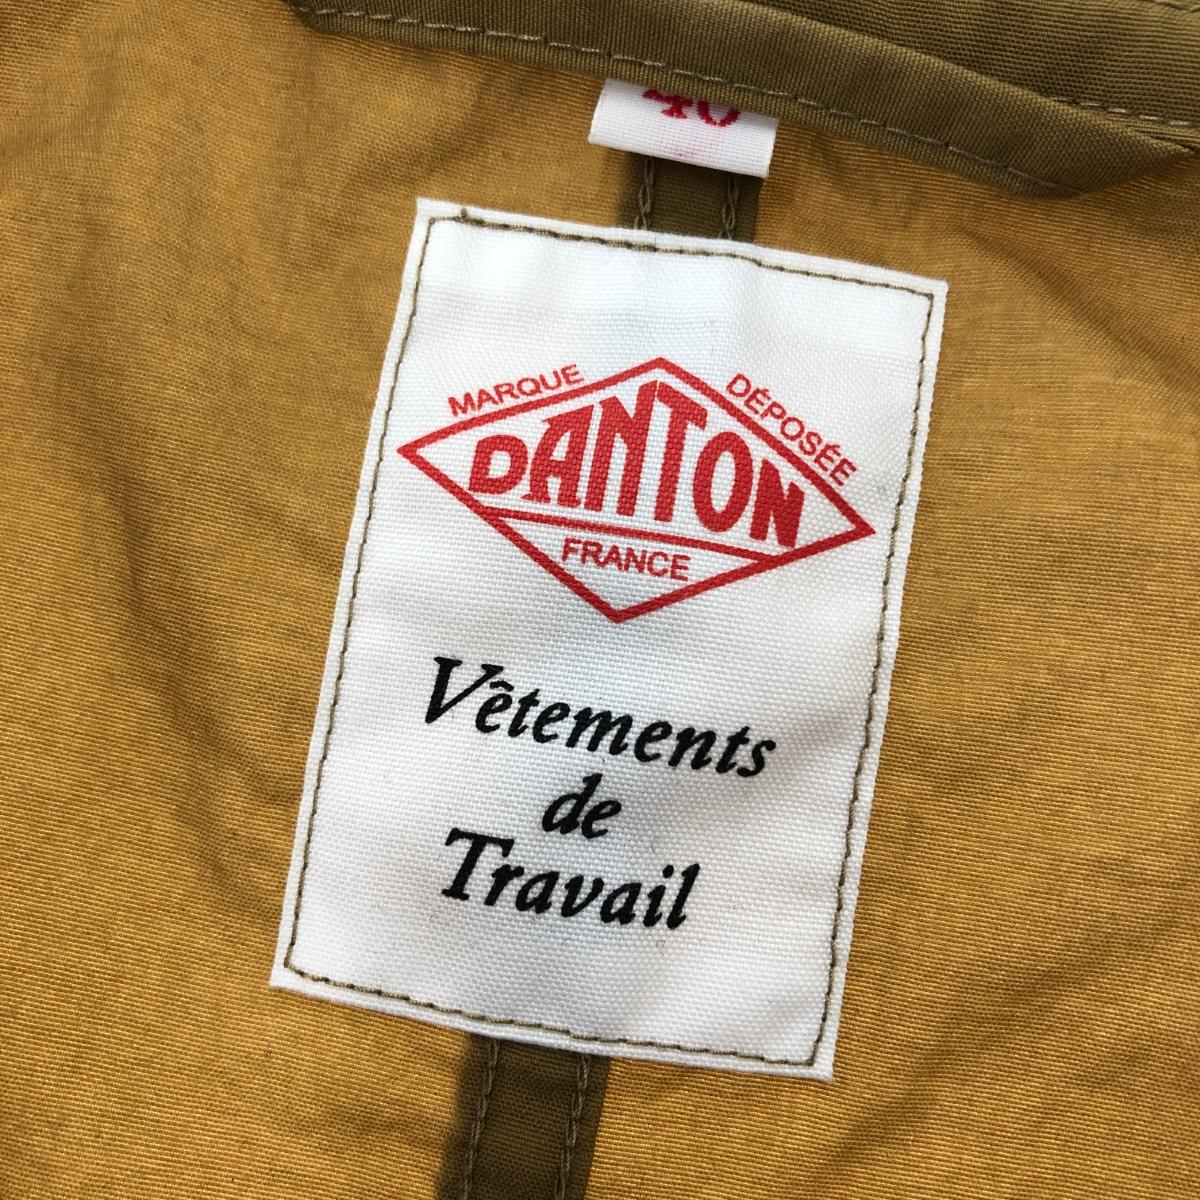 40
MARQUE DÉPOSÉE
DANTON
FRANCE
Vêtements
de
Travail